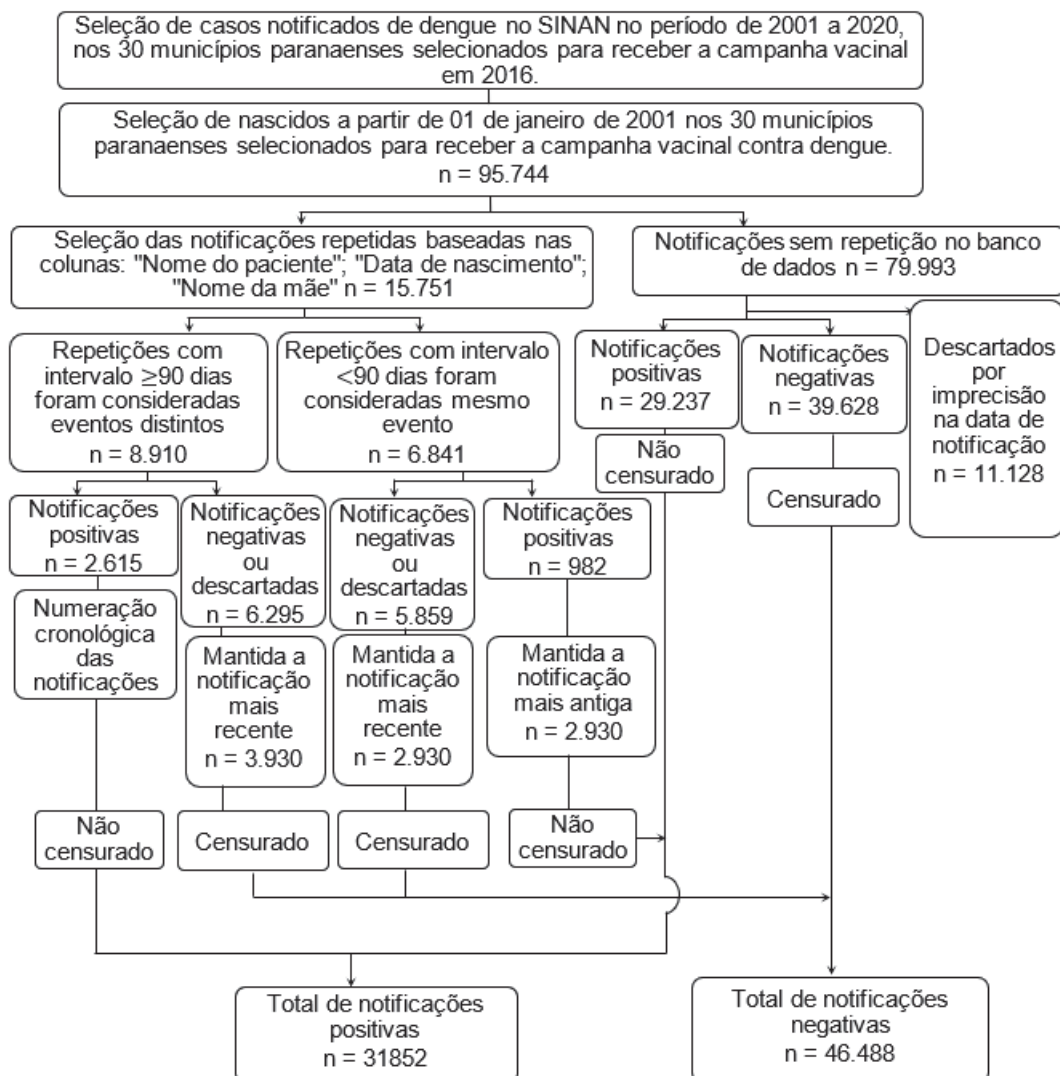 Seleção de casos notificados de dengue no SINAN no período de 2001 a 2020,
nos 30 municípios paranaenses selecionados para receber a campanha vacinal
em 2016.
Seleção de nascidos a partir de 01 de janeiro de 2001 nos 30 municípios
paranaenses selecionados para receber a campanha vacinal contra dengue.
n = 95.744
Seleção das notificações repetidas baseadas nas
colunas: "Nome do paciente"; "Data de nascimento";
"Nome da mãe" n = 15.751
Notificações sem repetição no banco
de dados n = 79.993
Repetições com
intervalo ≥90 dias
foram consideradas
eventos distintos
n = 8.910
Repetições com intervalo
<90 dias foram
consideradas mesmo
evento
n = 6.841
Notificações
positivas
n = 29.237
Notificações
negativas
n = 39.628
Descartados
por
imprecisão
na data de
notificação
n = 11.128
Não
censurado
Censurado
Notificações
positivas
n = 2.615
Notificações
negativas
ou
descartadas
n = 6.295
Notificações
negativas
ou
descartadas
n = 5.859
Notificações
positivas
n = 982
Numeração
cronológica
das
notificações
Mantida a
notificação
mais
recente
n = 3.930
Mantida a
notificação
mais
recente
n = 2.930
Mantida a
notificação
mais antiga
n = 2.930
Não
censurado
Censurado
Censurado
Não
censurado
Total de notificações
positivas
n = 31852
Total de notificações
negativas
n = 46.488